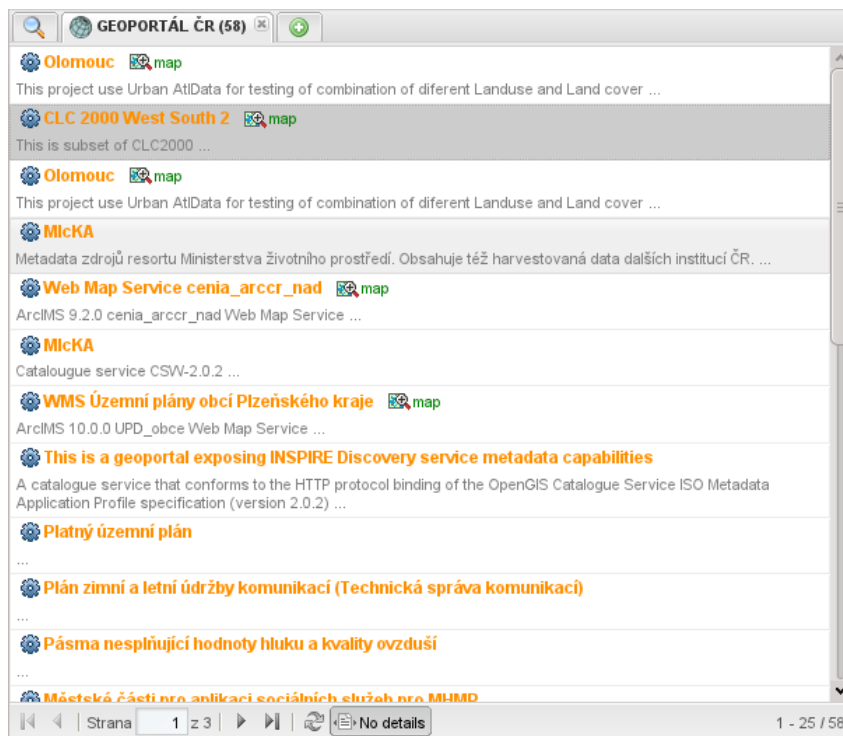 GEOPORTÁL ČR (58)
Olomouc map
This project use Urban AtlData for testing of combination of diferent Landuse and Land cover ...
CLC 2000 West South 2 map
This is subset of CLC2000 ...
Olomouc map
This project use Urban AtlData for testing of combination of diferent Landuse and Land cover ...
MIcKA
Metadata zdrojů resortu Ministerstva životního prostředí. Obsahuje též harvestovaná data dalších institucí ČR. ...
Web Map Service cenia_arccr_nad map
ArcIMS 9.2.0 cenia_arccr_nad Web Map Service ...
MIcKA
Catalougue service CSW-2.0.2 ...
WMS Územní plány obcí Plzeňského kraje map
ArcIMS 10.0.0 UPD_obce Web Map Service ...
This is a geoportal exposing INSPIRE Discovery service metadata capabilities
A catalogue service that conforms to the HTTP protocol binding of the OpenGIS Catalogue Service ISO Metadata
Application Profile specification (version 2.0.2) ...
Platný územní plán
...
Plán zimní a letní údržby komunikací (Technická správa komunikací)
...
Pásma nesplňující hodnoty hluku a kvality ovzduší
...
Městské části pro aplikaci sociálních služeb pro MHMP
Strana 1 z 3 No details 1 - 25 / 58